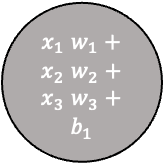 x₁ w₁ +
x₂ w₂ +
x₃ w₃ +
b₁